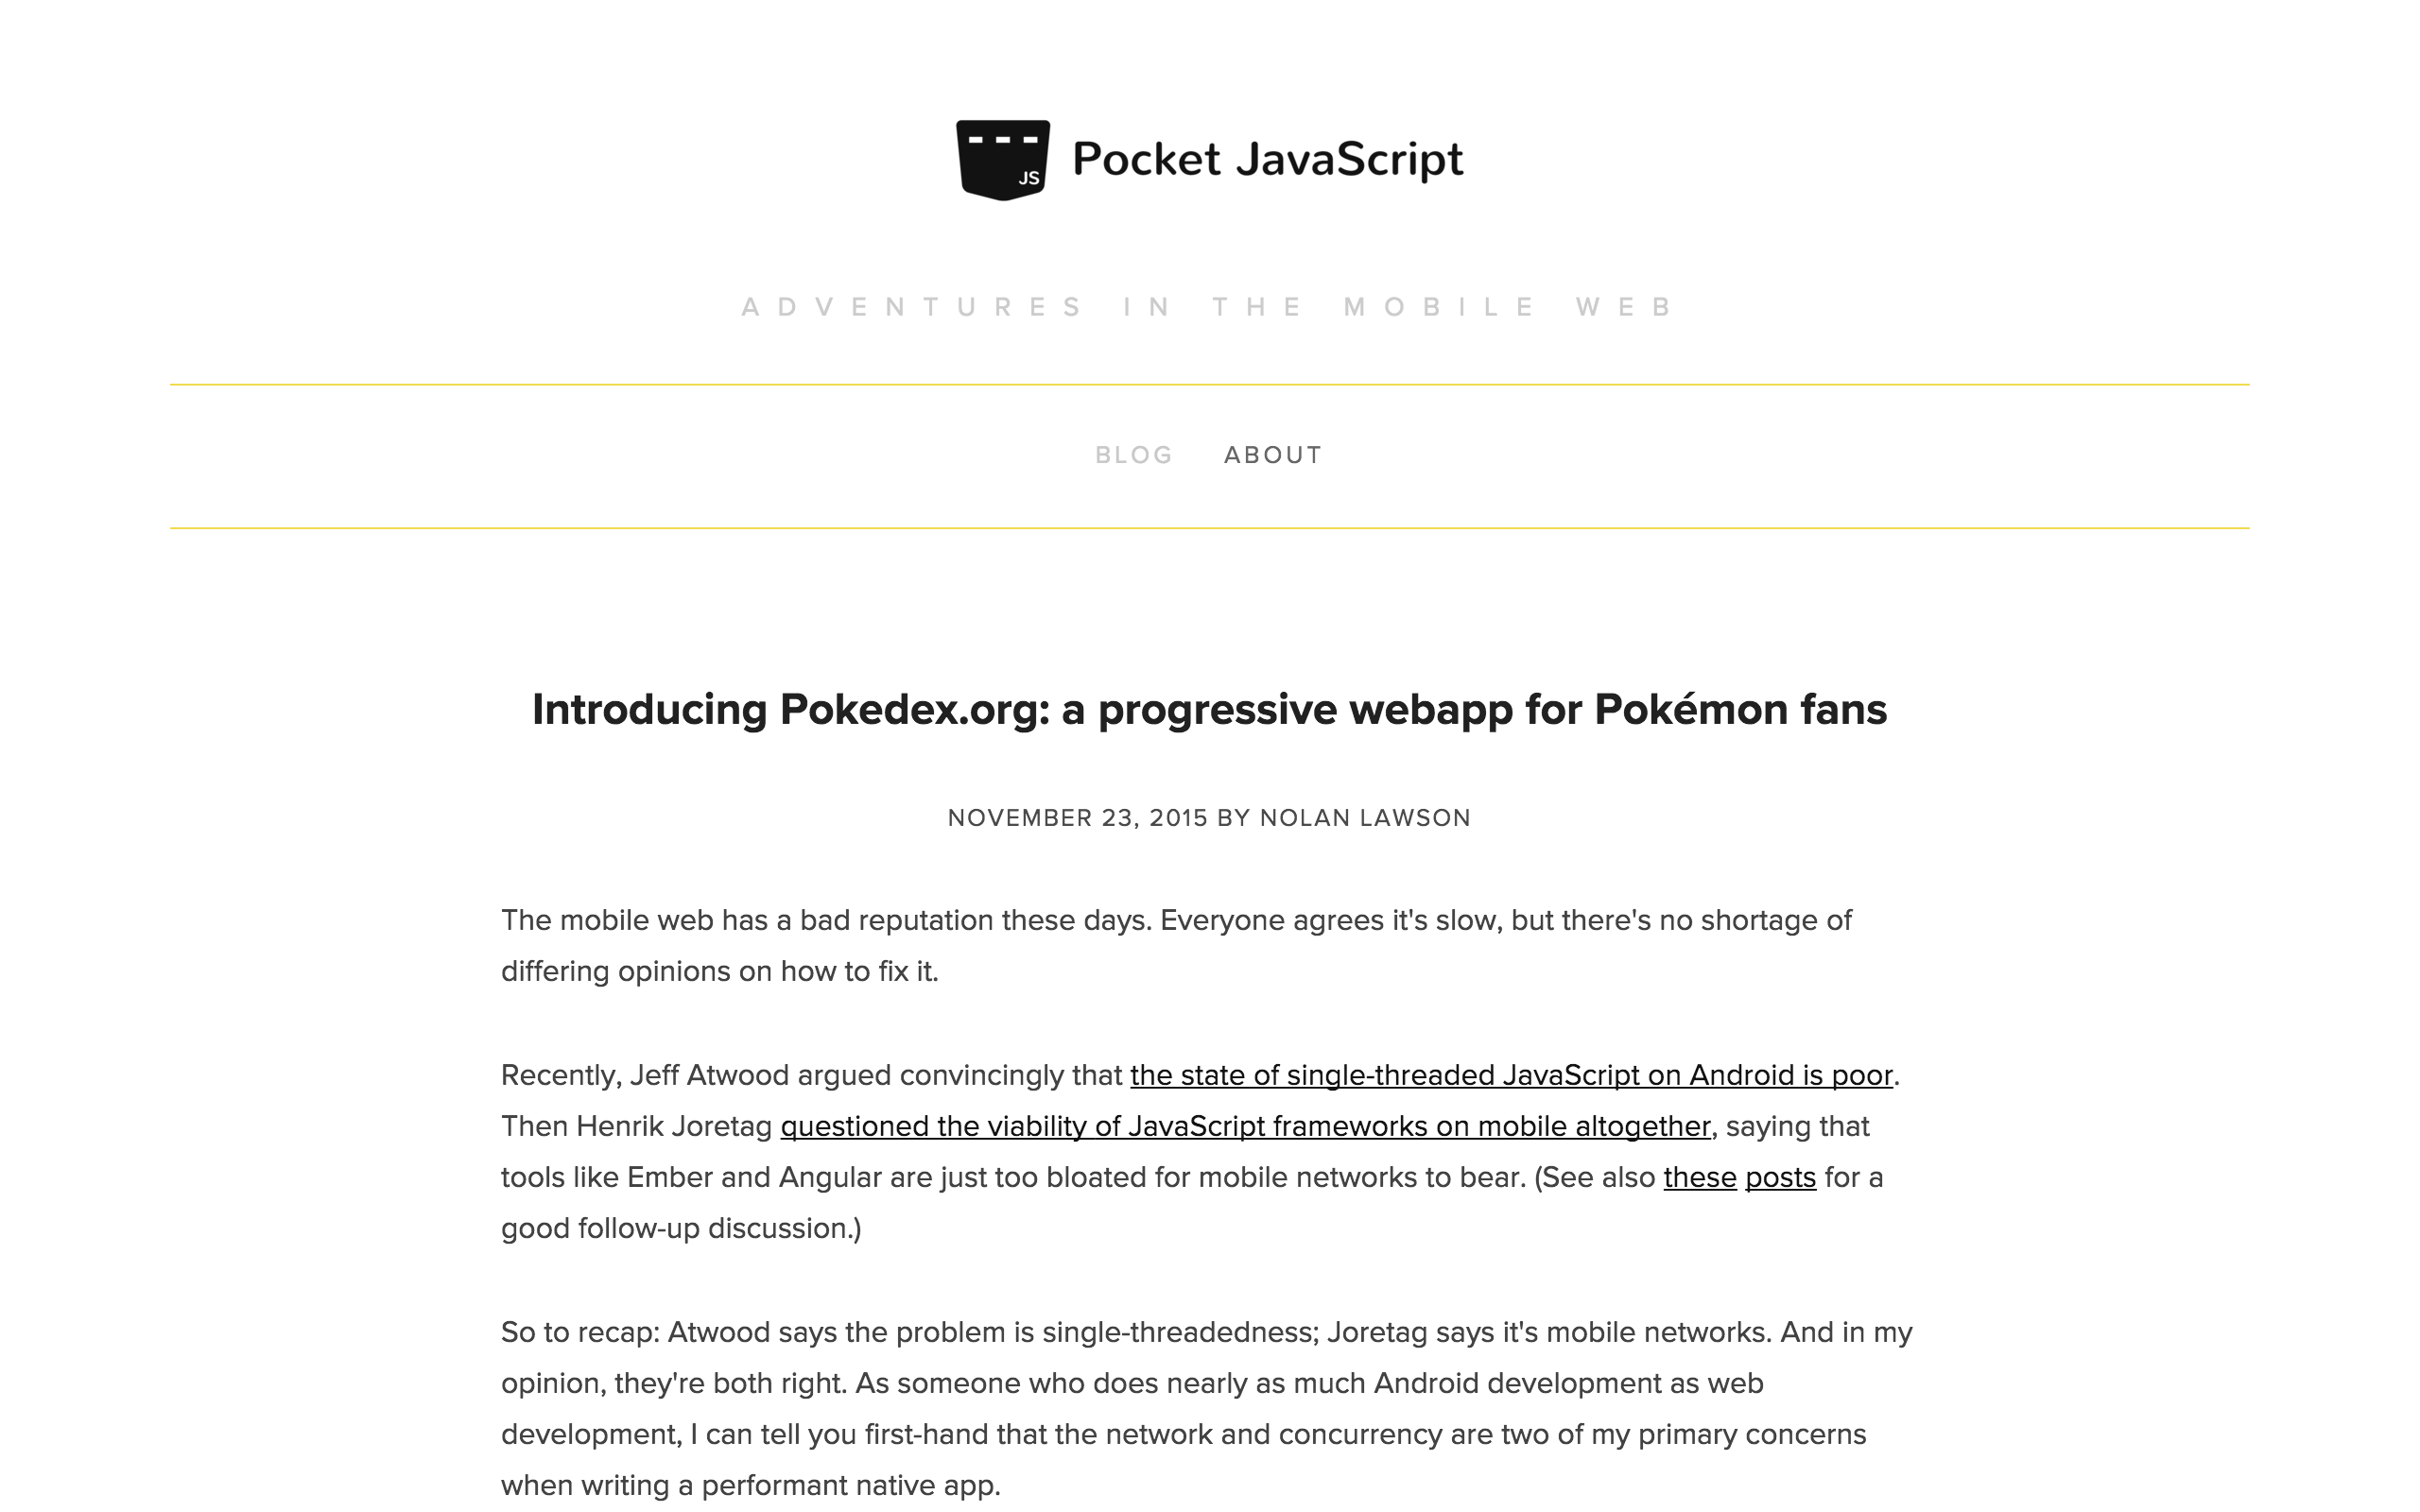 JS
Pocket JavaScript
ADVENTURES IN THE MOBILE WEB
BLOG ABOUT
Introducing Pokedex.org: a progressive webapp for Pokémon fans
NOVEMBER 23, 2015 BY NOLAN LAWSON
The mobile web has a bad reputation these days. Everyone agrees it's slow, but there's no shortage of
differing opinions on how to fix it.
Recently, Jeff Atwood argued convincingly that the state of single-threaded JavaScript on Android is poor.
Then Henrik Joretag questioned the viability of JavaScript frameworks on mobile altogether, saying that
tools like Ember and Angular are just too bloated for mobile networks to bear. (See also these posts for a
good follow-up discussion.)
So to recap: Atwood says the problem is single-threadedness; Joretag says it's mobile networks. And in my
opinion, they're both right. As someone who does nearly as much Android development as web
development, I can tell you first-hand that the network and concurrency are two of my primary concerns
when writing a performant native app.